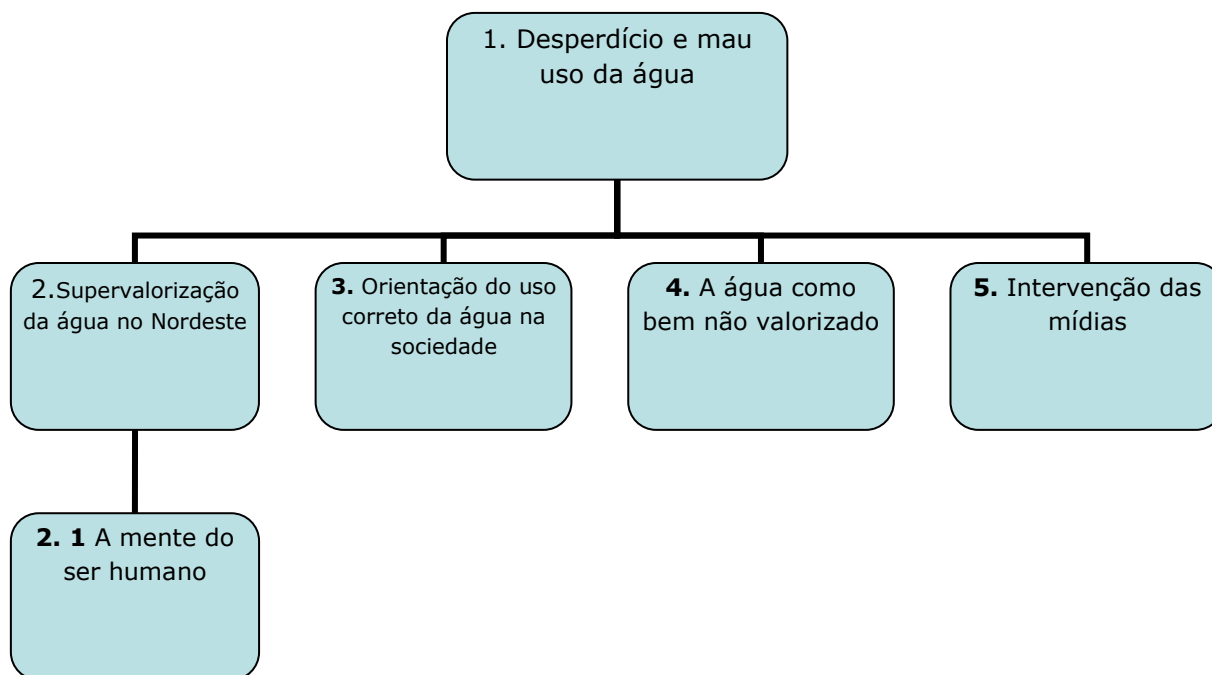 1. Desperdício e mau
uso da água
2.Supervalorização
da água no Nordeste
3. Orientação do uso
correto da água na
sociedade
4. A água como
bem não valorizado
5. Intervenção das
mídias
2. 1 A mente do
ser humano